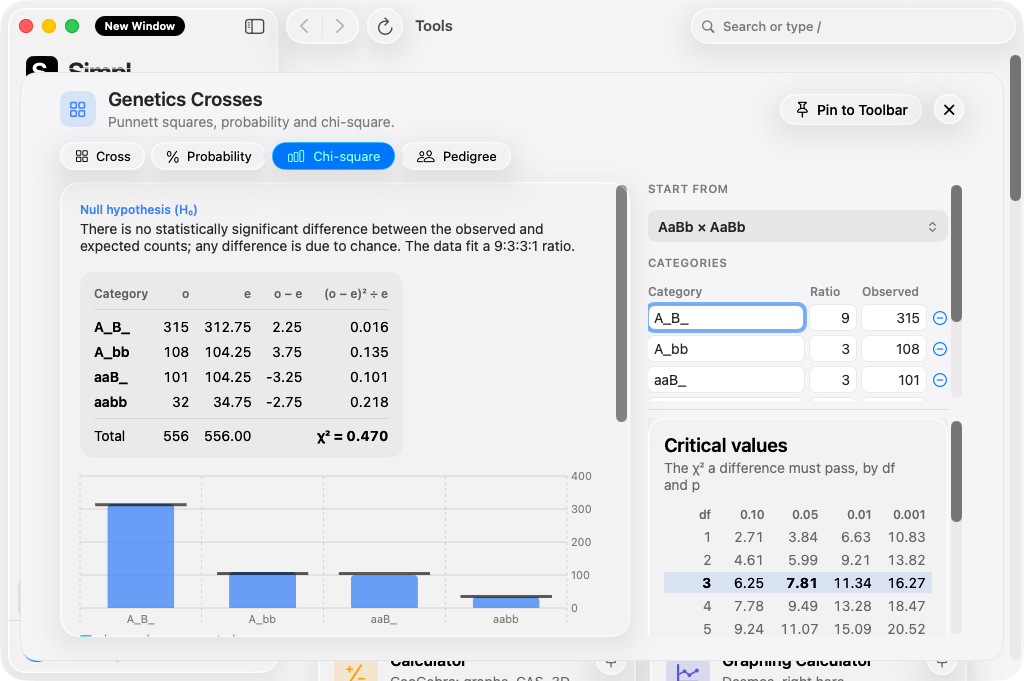 New Window
Tools
Search or type /
Genetics Crosses
Punnett squares, probability and chi-square.
Pin to Toolbar
Cross
Probability
Chi-square
Pedigree
Null hypothesis (H₀)
There is no statistically significant difference between the observed and
expected counts; any difference is due to chance. The data fit a 9:3:3:1 ratio.
Category o e o – e (o – e)² ÷ e
A_B_ 315 312.75 2.25 0.016
A_bb 108 104.25 3.75 0.135
aaB_ 101 104.25 -3.25 0.101
aabb 32 34.75 -2.75 0.218
Total 556 556.00 χ² = 0.470
400
300
200
100
0
A_B_ A_bb aaB_ aabb
START FROM
AaBb × AaBb
CATEGORIES
Category Ratio Observed
A_B_ 9 315
A_bb 3 108
aaB_ 3 101
Critical values
The χ² a difference must pass, by df
and p
df 0.10 0.05 0.01 0.001
1 2.71 3.84 6.63 10.83
2 4.61 5.99 9.21 13.82
3 6.25 7.81 11.34 16.27
4 7.78 9.49 13.28 18.47
5 9.24 11.07 15.09 20.52
Calculator
GeoGebra: graphs, CAS, 3D
Graphing Calculator
Desmos, right here